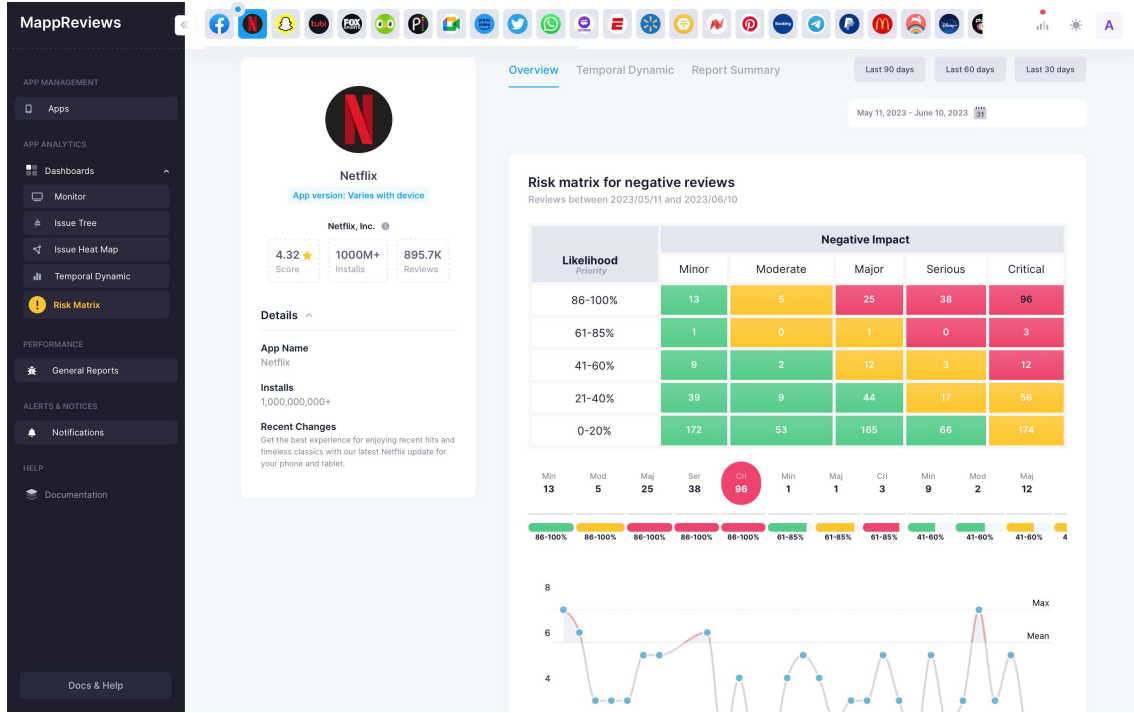 MappReviews
APP MANAGEMENT
Apps
APP ANALYTICS
Dashboards
Monitor
Issue Tree
Issue Heat Map
Temporal Dynamic
Risk Matrix
PERFORMANCE
General Reports
ALERTS & NOTICES
Notifications
HELP
Documentation
Docs & Help
tubi
FOX SPORTS
prime video
Booking
Disney+
A
Netflix
App version: Varies with device
Netflix, Inc.
4.32 1000M+ 895.7K
Score Installs Reviews
Details
App Name
Netflix
Installs
1,000,000,000+
Recent Changes
Get the best experience for enjoying recent hits and
timeless classics with our latest Netflix update for
your phone and tablet.
Overview Temporal Dynamic Report Summary
Last 90 days Last 60 days Last 30 days
May 11, 2023 - June 10, 2023 31
Risk matrix for negative reviews
Reviews between 2023/05/11 and 2023/06/10
Negative Impact
Likelihood
Priority
Minor Moderate Major Serious Critical
86-100% 13 5 25 38 96
61-85% 1 0 1 0 3
41-60% 9 2 12 3 12
21-40% 39 9 44 17 56
0-20% 172 53 165 66 174
Min Mod Maj Ser Cri Min Maj Cri Min Mod Maj
13 5 25 38 96 1 1 3 9 2 12
86-100% 86-100% 86-100% 86-100% 86-100% 61-85% 61-85% 61-85% 41-60% 41-60% 41-60% 4
8
Max
6
Mean
4